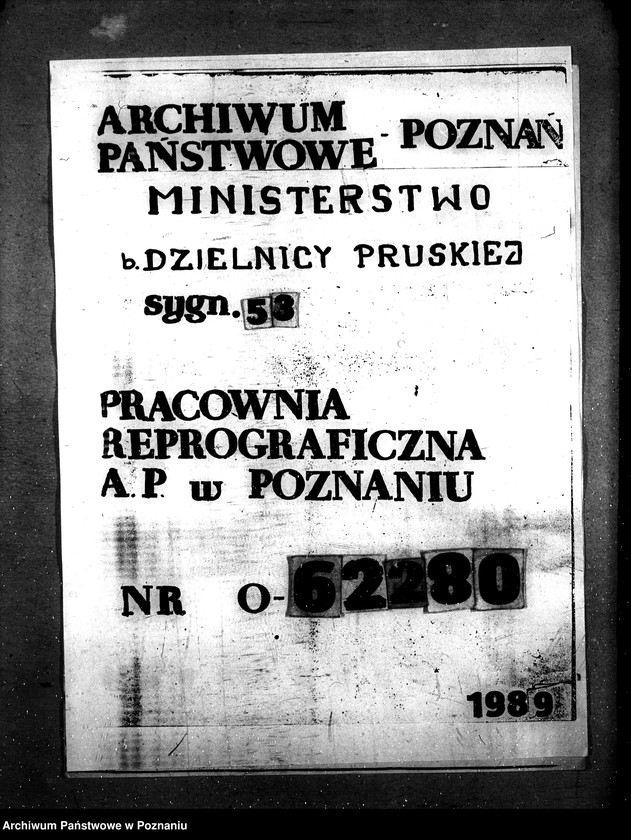 ARCHIWUM
PAŃSTWOWE - POZNAŃ
MINISTERSTWO
b. DZIELNICY PRUSKIEJ
sygn. 53
PRACOWNIA
REPROGRAFICZNA
A.P. w POZNANIU
NR O-62280
1989
Archiwum Państwowe w Poznaniu